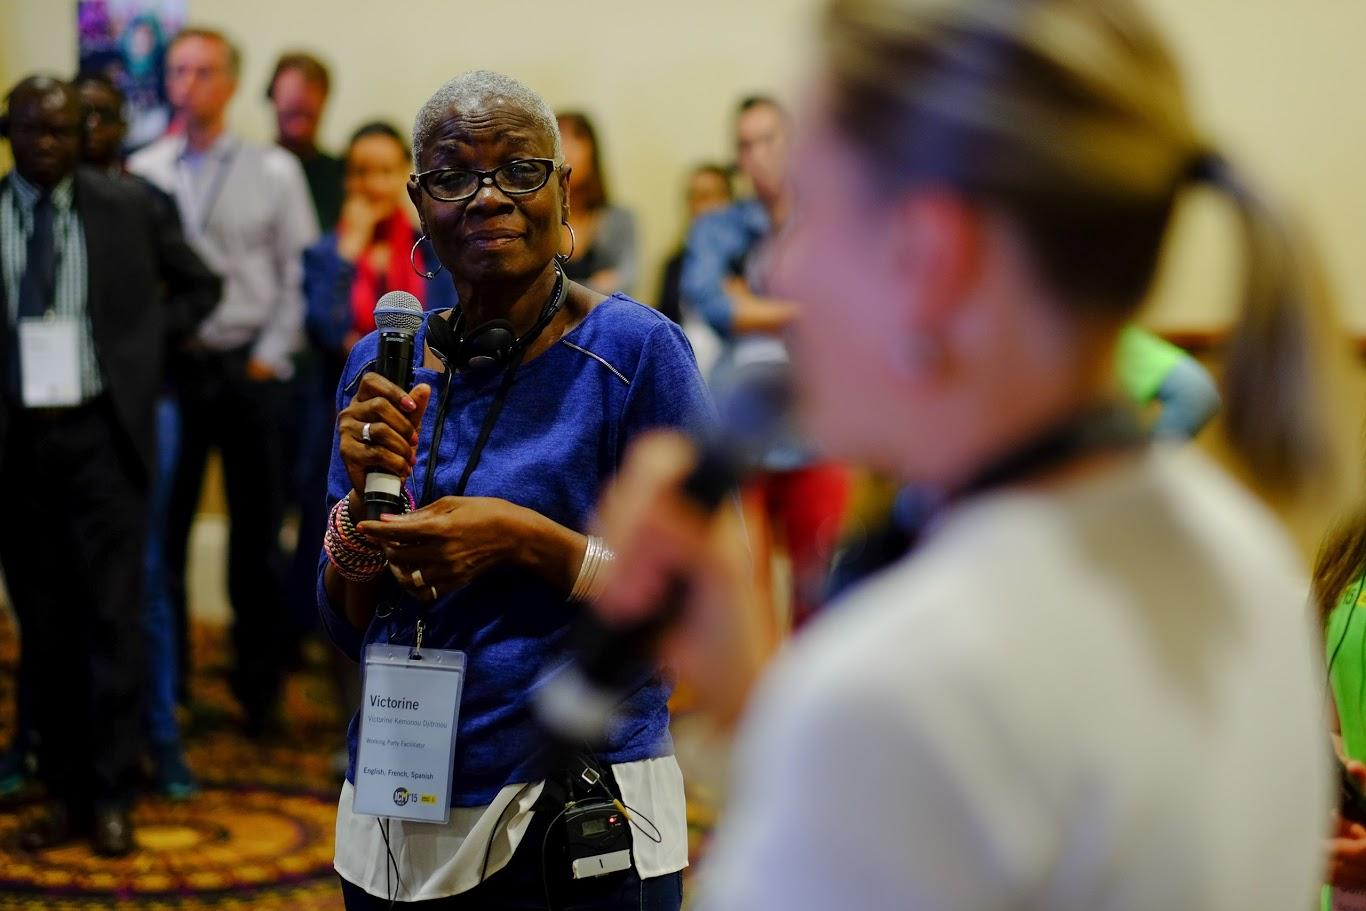 Victorine
Victorine Kemonou Djitrinou
Working Party Facilitator
English, French, Spanish
ICM'15